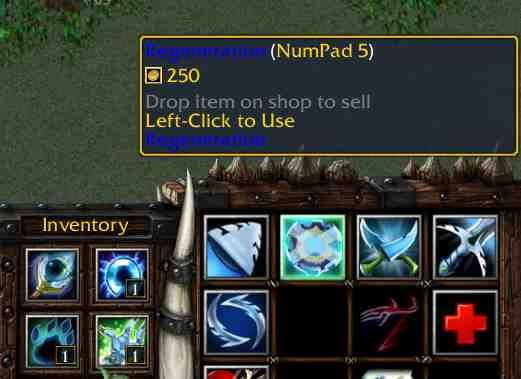 Regeneration (NumPad 5)
250
Drop item on shop to sell
Left-Click to Use
Regeneration
Inventory
1
1
1